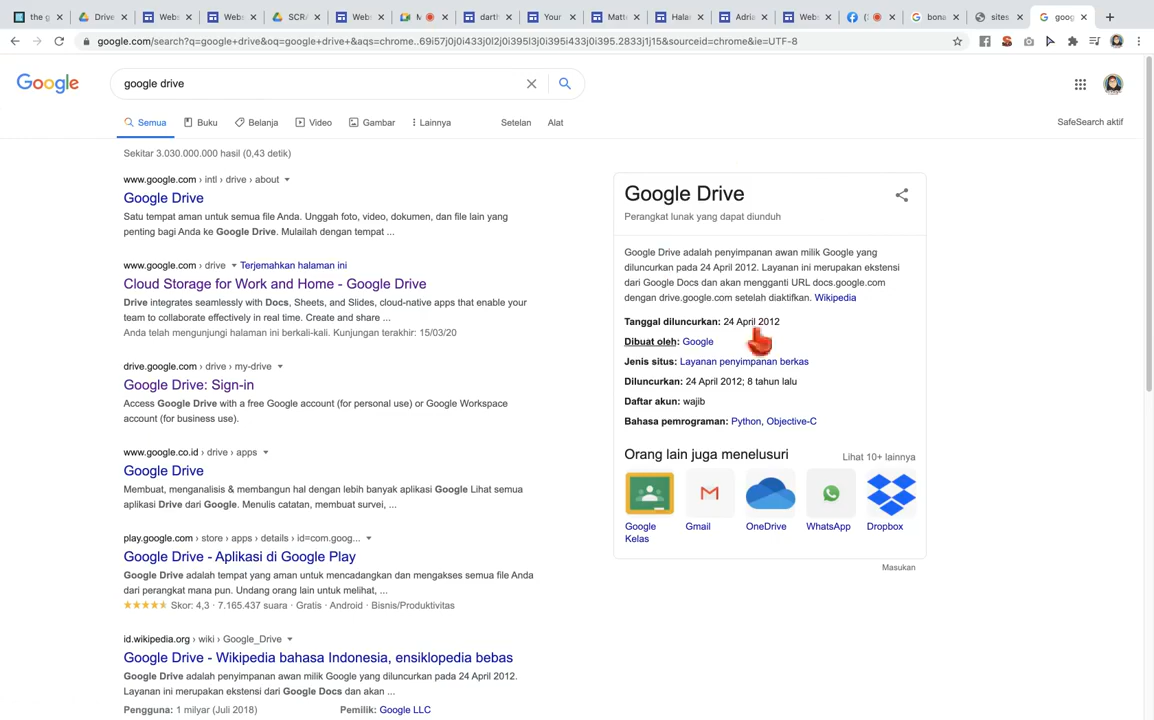 the g
Drive
Webs
Webs
SCRA
Webs
M
darth
Your
Matt
Halar
Adria
Webs
bona
sites
goog
google.com/search?q=google+drive&oq=google+drive+&aqs=chrome..69i57j0j0i433j0l2j0i395l3j0i395i433j0i395.2833j1j15&sourceid=chrome&ie=UTF-8
Google
google drive
Semua
Buku
Belanja
Video
Gambar
Lainnya
Setelan
Alat
SafeSearch aktif
Sekitar 3.030.000.000 hasil (0,43 detik)
www.google.com › intl › drive › about
Google Drive
Satu tempat aman untuk semua file Anda. Unggah foto, video, dokumen, dan file lain yang
penting bagi Anda ke Google Drive. Mulailah dengan tempat ...
www.google.com › drive Terjemahkan halaman ini
Cloud Storage for Work and Home - Google Drive
Drive integrates seamlessly with Docs, Sheets, and Slides, cloud-native apps that enable your
team to collaborate effectively in real time. Create and share ...
Anda telah mengunjungi halaman ini berkali-kali. Kunjungan terakhir: 15/03/20
drive.google.com › drive › my-drive
Google Drive: Sign-in
Access Google Drive with a free Google account (for personal use) or Google Workspace
account (for business use).
www.google.co.id › drive › apps
Google Drive
Membuat, menganalisis & membangun hal dengan lebih banyak aplikasi Google Lihat semua
aplikasi Drive dari Google. Menulis catatan, membuat survei, ...
play.google.com › store › apps › details › id=com.goog...
Google Drive - Aplikasi di Google Play
Google Drive adalah tempat yang aman untuk mencadangkan dan mengakses semua file Anda
dari perangkat mana pun. Undang orang lain untuk melihat, ...
★★★★★ Skor: 4,3 · 7.165.437 suara · Gratis · Android · Bisnis/Produktivitas
id.wikipedia.org › wiki › Google_Drive
Google Drive - Wikipedia bahasa Indonesia, ensiklopedia bebas
Google Drive adalah penyimpanan awan milik Google yang diluncurkan pada 24 April 2012.
Layanan ini merupakan ekstensi dari Google Docs dan akan ...
Pengguna: 1 milyar (Juli 2018) Pemilik: Google LLC
Google Drive
Perangkat lunak yang dapat diunduh
Google Drive adalah penyimpanan awan milik Google yang
diluncurkan pada 24 April 2012. Layanan ini merupakan ekstensi
dari Google Docs dan akan mengganti URL docs.google.com
dengan drive.google.com setelah diaktifkan. Wikipedia
Tanggal diluncurkan: 24 April 2012
Dibuat oleh: Google
Jenis situs: Layanan penyimpanan berkas
Diluncurkan: 24 April 2012; 8 tahun lalu
Daftar akun: wajib
Bahasa pemrograman: Python, Objective-C
Orang lain juga menelusuri
Lihat 10+ lainnya
Google
Kelas
Gmail
OneDrive
WhatsApp
Dropbox
Masukan